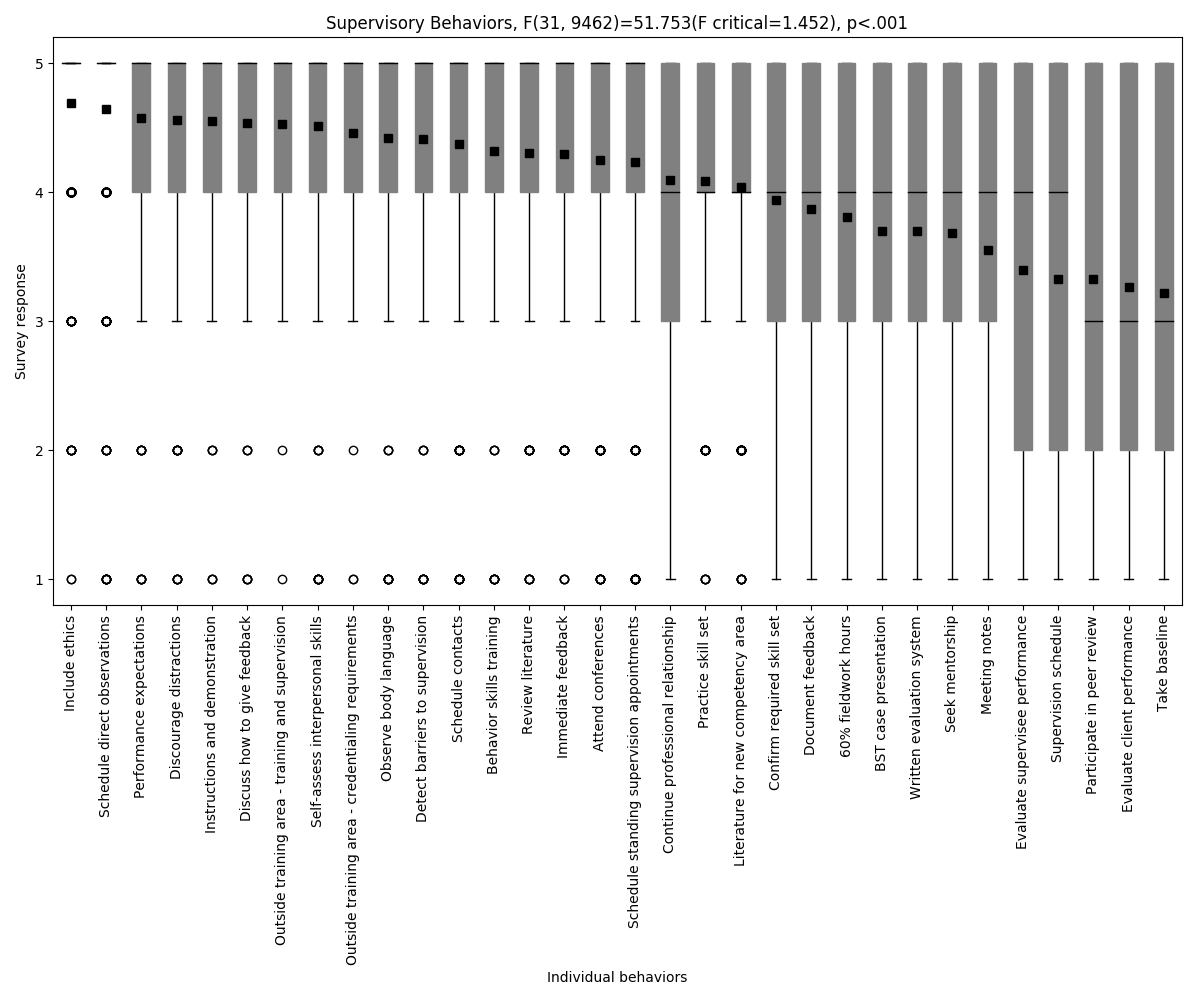 Supervisory Behaviors, F(31, 9462)=51.753(F critical=1.452), p<.001
Survey response
5
4
3
2
1
Include ethics
Schedule direct observations
Performance expectations
Discourage distractions
Instructions and demonstration
Discuss how to give feedback
Outside training area - training and supervision
Self-assess interpersonal skills
Outside training area - credentialing requirements
Observe body language
Detect barriers to supervision
Schedule contacts
Behavior skills training
Review literature
Immediate feedback
Attend conferences
Schedule standing supervision appointments
Continue professional relationship
Practice skill set
Literature for new competency area
Confirm required skill set
Document feedback
60% fieldwork hours
BST case presentation
Written evaluation system
Seek mentorship
Meeting notes
Evaluate supervisee performance
Supervision schedule
Participate in peer review
Evaluate client performance
Take baseline
Individual behaviors